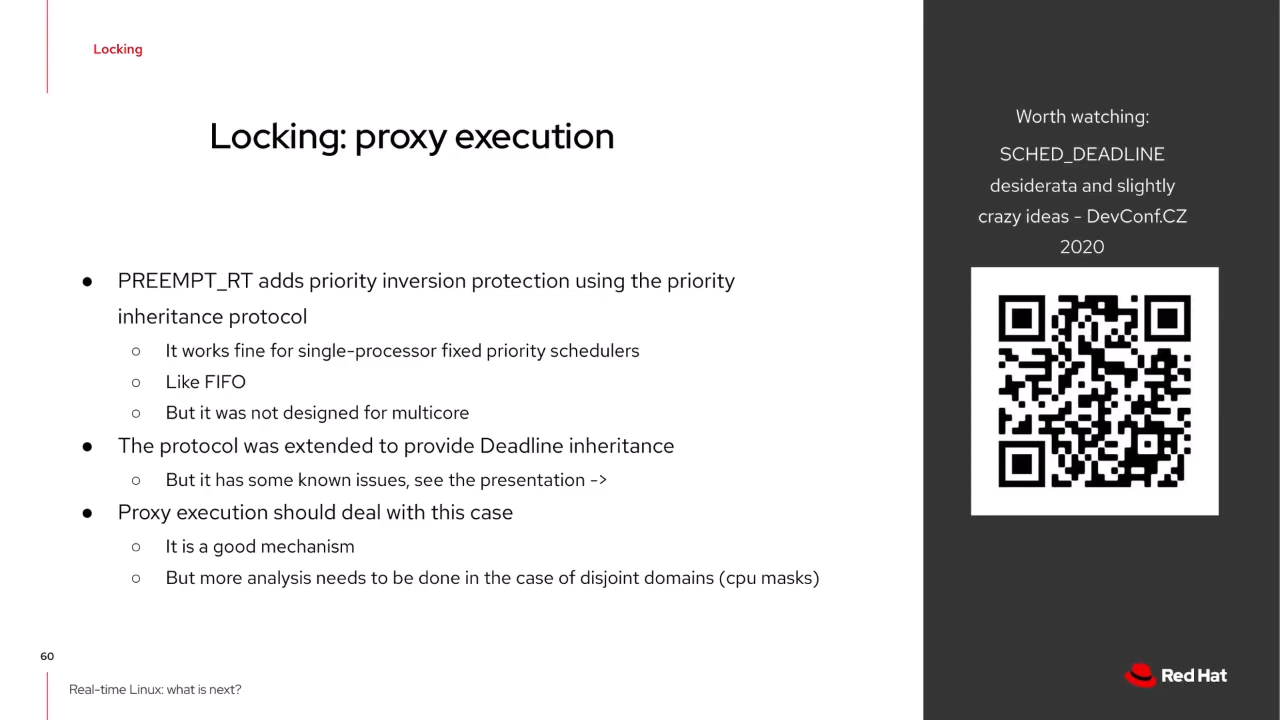 Locking
Locking: proxy execution
● PREEMPT_RT adds priority inversion protection using the priority
inheritance protocol
○ It works fine for single-processor fixed priority schedulers
○ Like FIFO
○ But it was not designed for multicore
● The protocol was extended to provide Deadline inheritance
○ But it has some known issues, see the presentation ->
● Proxy execution should deal with this case
○ It is a good mechanism
○ But more analysis needs to be done in the case of disjoint domains (cpu masks)
Worth watching:
SCHED_DEADLINE
desiderata and slightly
crazy ideas - DevConf.CZ
2020
60
Real-time Linux: what is next?
Red Hat